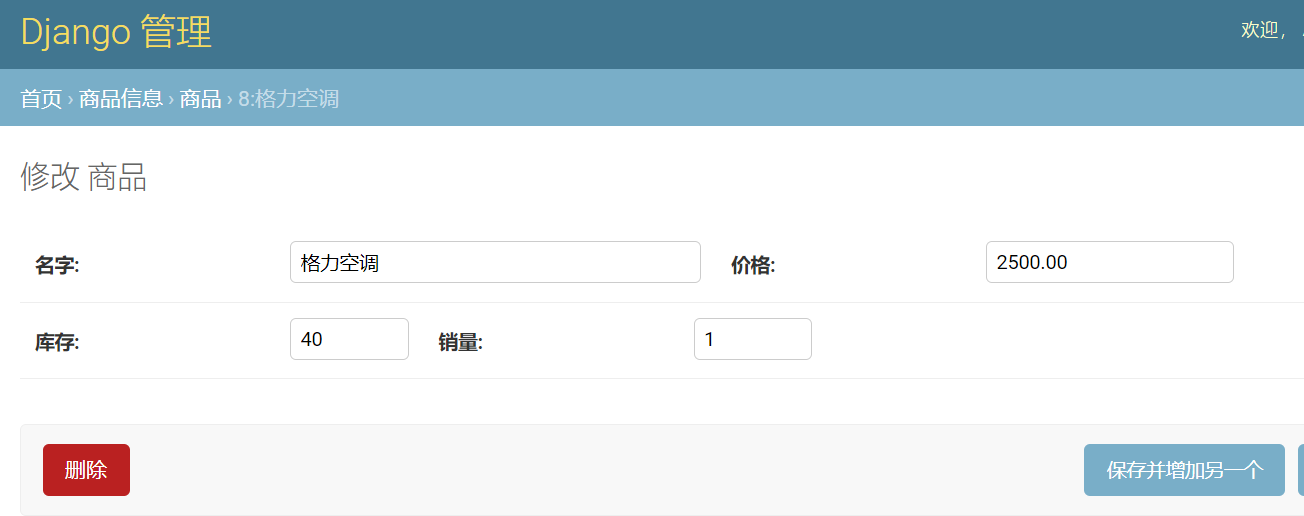 Django 管理
欢迎，
首页 › 商品信息 › 商品 › 8:格力空调
修改 商品
名字: 格力空调 价格: 2500.00
库存: 40 销量: 1
删除 保存并增加另一个